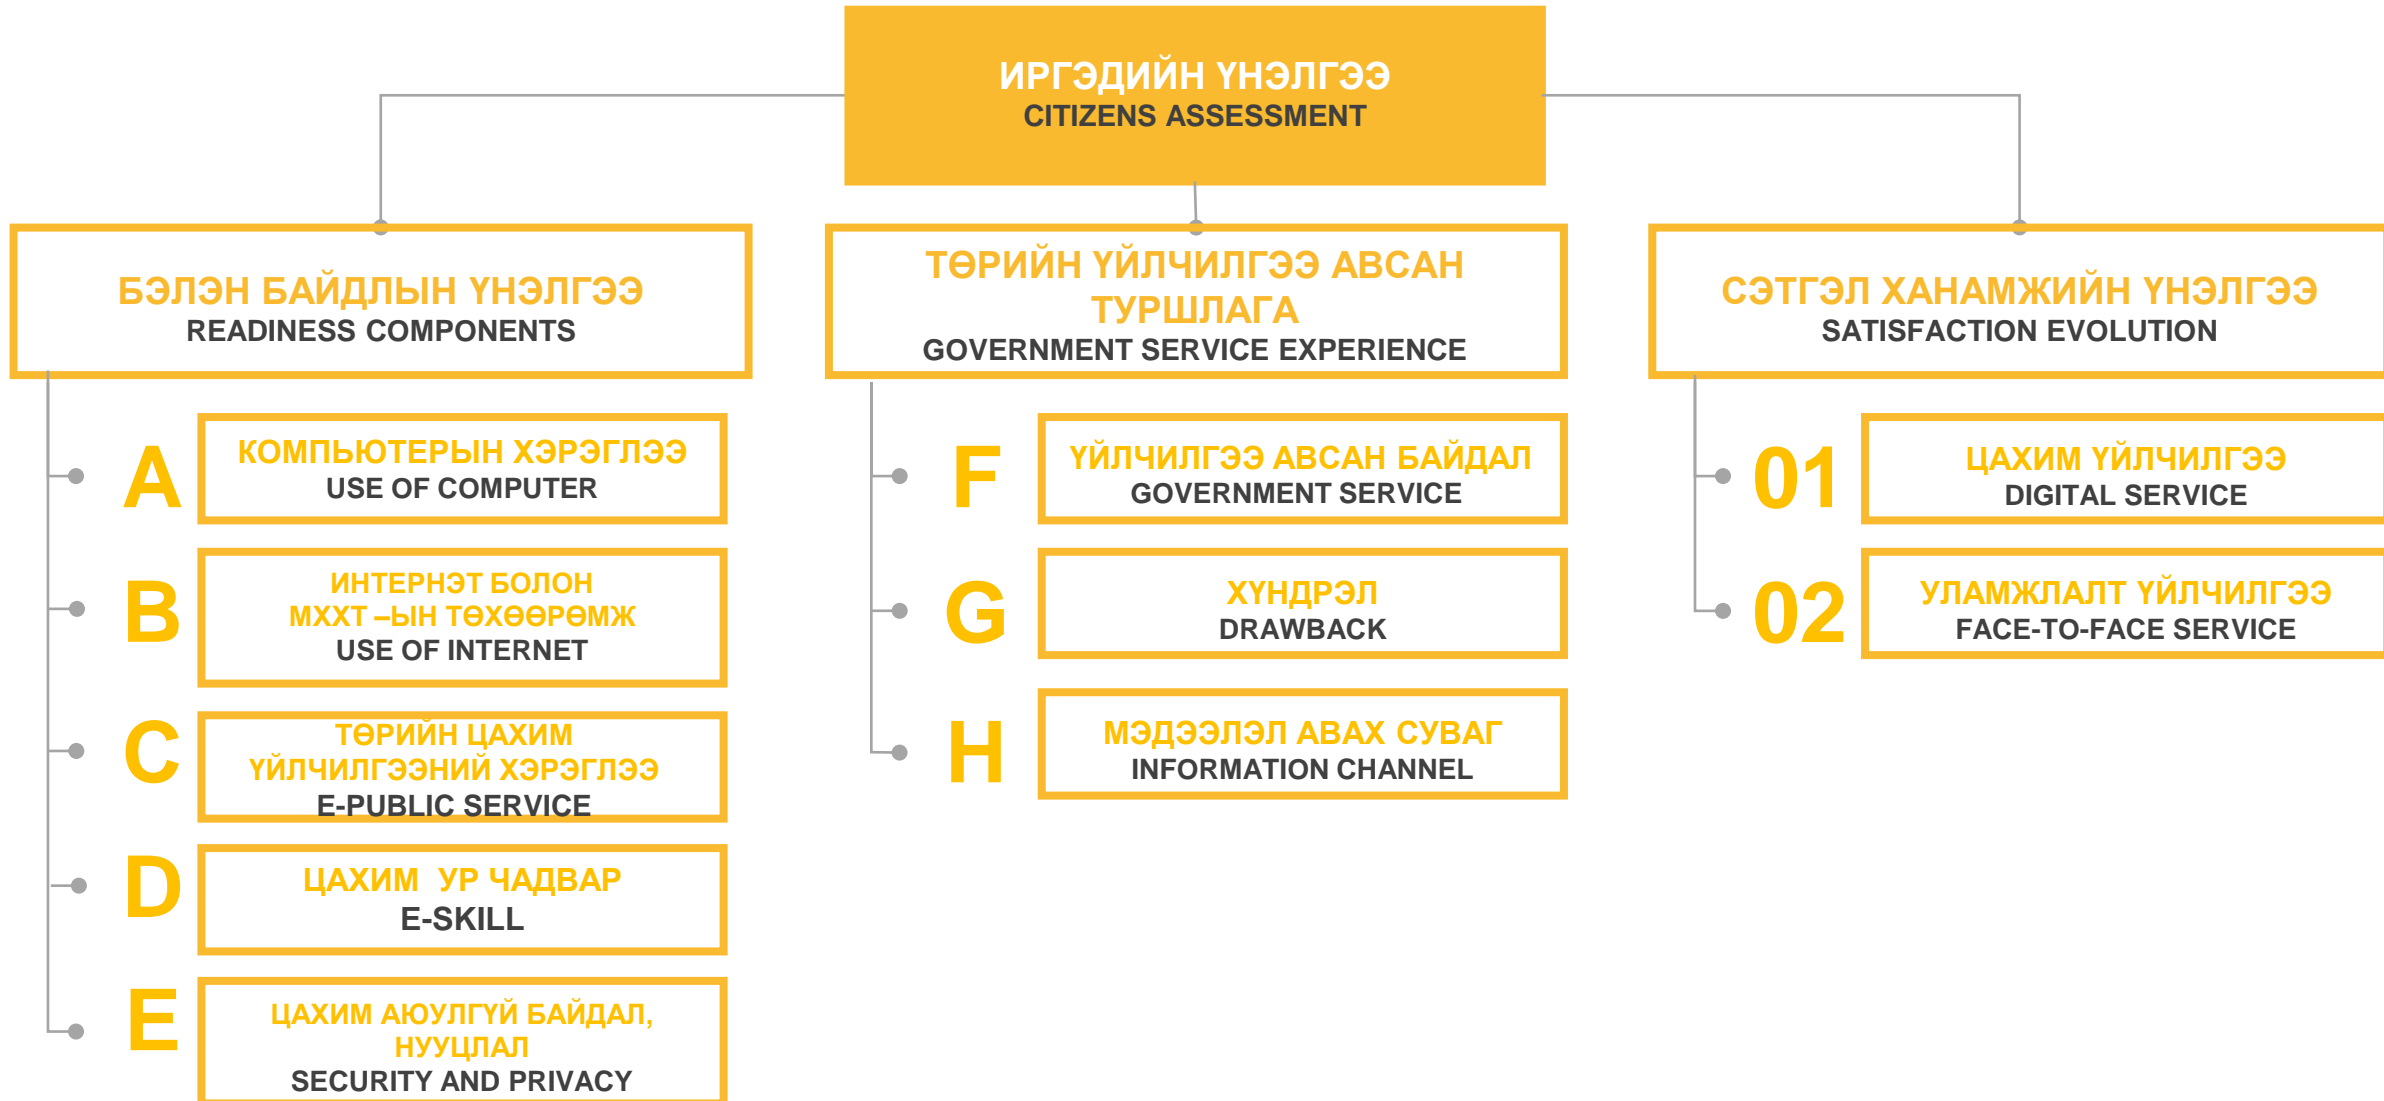 ИРГЭДИЙН ҮНЭЛГЭЭ
CITIZENS ASSESSMENT
БЭЛЭН БАЙДЛЫН ҮНЭЛГЭЭ
READINESS COMPONENTS
A
КОМПЬЮТЕРЫН ХЭРЭГЛЭЭ
USE OF COMPUTER
B
ИНТЕРНЭТ БОЛОН
МХХТ –ЫН ТӨХӨӨРӨМЖ
USE OF INTERNET
C
ТӨРИЙН ЦАХИМ
ҮЙЛЧИЛГЭЭНИЙ ХЭРЭГЛЭЭ
E-PUBLIC SERVICE
D
ЦАХИМ УР ЧАДВАР
E-SKILL
E
ЦАХИМ АЮУЛГҮЙ БАЙДАЛ,
НУУЦЛАЛ
SECURITY AND PRIVACY
ТӨРИЙН ҮЙЛЧИЛГЭЭ АВСАН
ТУРШЛАГА
GOVERNMENT SERVICE EXPERIENCE
F
ҮЙЛЧИЛГЭЭ АВСАН БАЙДАЛ
GOVERNMENT SERVICE
G
ХҮНДРЭЛ
DRAWBACK
H
МЭДЭЭЛЭЛ АВАХ СУВАГ
INFORMATION CHANNEL
СЭТГЭЛ ХАНАМЖИЙН ҮНЭЛГЭЭ
SATISFACTION EVOLUTION
01
ЦАХИМ ҮЙЛЧИЛГЭЭ
DIGITAL SERVICE
02
УЛАМЖЛАЛТ ҮЙЛЧИЛГЭЭ
FACE-TO-FACE SERVICE